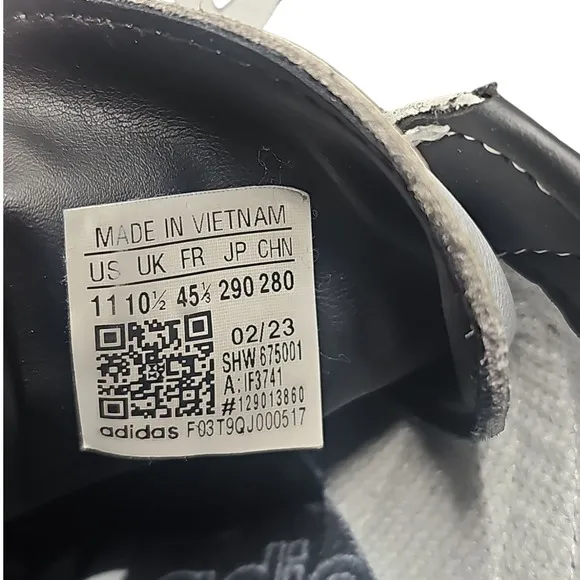 MADE IN VIETNAM
US UK FR JP CHN
11 10½ 45⅓ 290 280
02/23
SHW 675001
A: IF3741
#129013860
adidas F03T9QJ000517
adidas